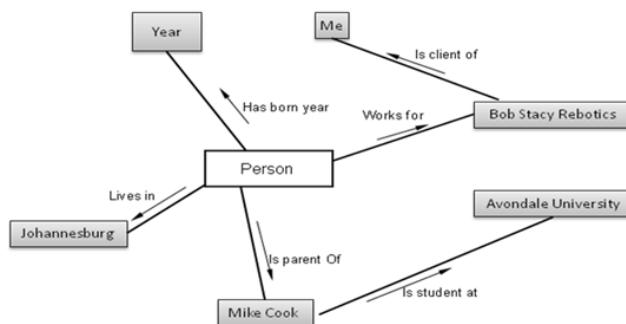 Year
Me
Is client of
Has born year
Works for
Bob Stacy Rebotics
Person
Lives in
Avondale University
Johannesburg
Is parent Of
Is student at
Mike Cook